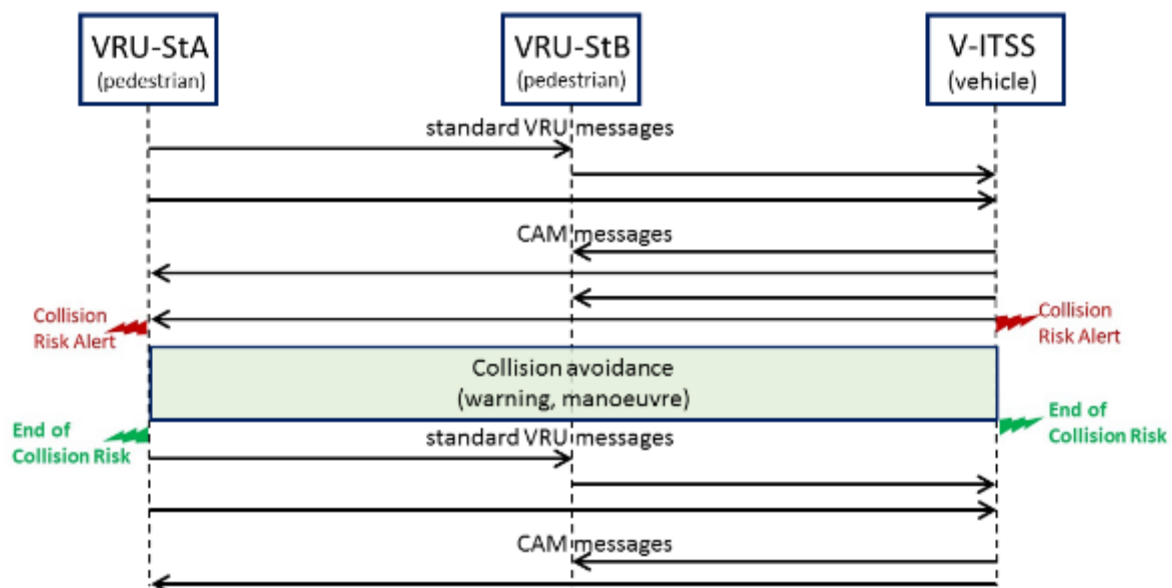 VRU-StA
(pedestrian)
VRU-StB
(pedestrian)
V-ITSS
(vehicle)
standard VRU messages
CAM messages
Collision
Risk Alert
Collision
Risk Alert
Collision avoidance
(warning, manoeuvre)
End of
Collision Risk
End of
Collision Risk
standard VRU messages
CAM messages